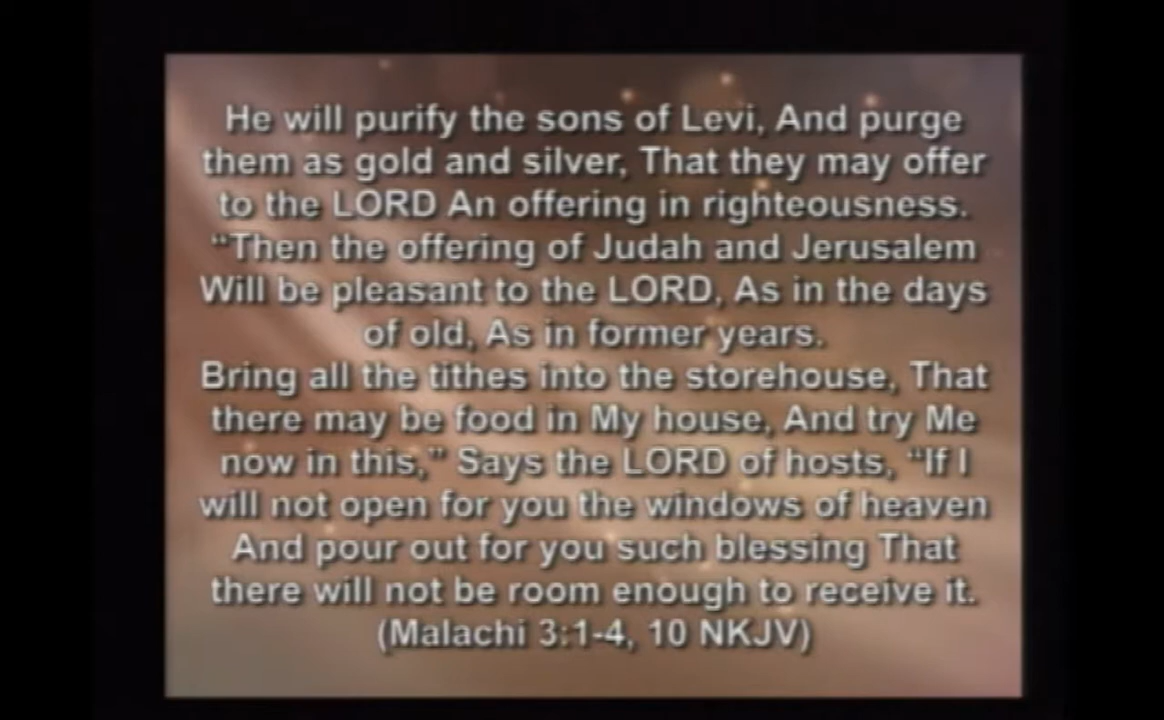 He will purify the sons of Levi, And purge
them as gold and silver, That they may offer
to the LORD An offering in righteousness.
“Then the offering of Judah and Jerusalem
Will be pleasant to the LORD, As in the days
of old, As in former years.
Bring all the tithes into the storehouse, That
there may be food in My house, And try Me
now in this,” Says the LORD of hosts, “If I
will not open for you the windows of heaven
And pour out for you such blessing That
there will not be room enough to receive it.
(Malachi 3:1-4, 10 NKJV)